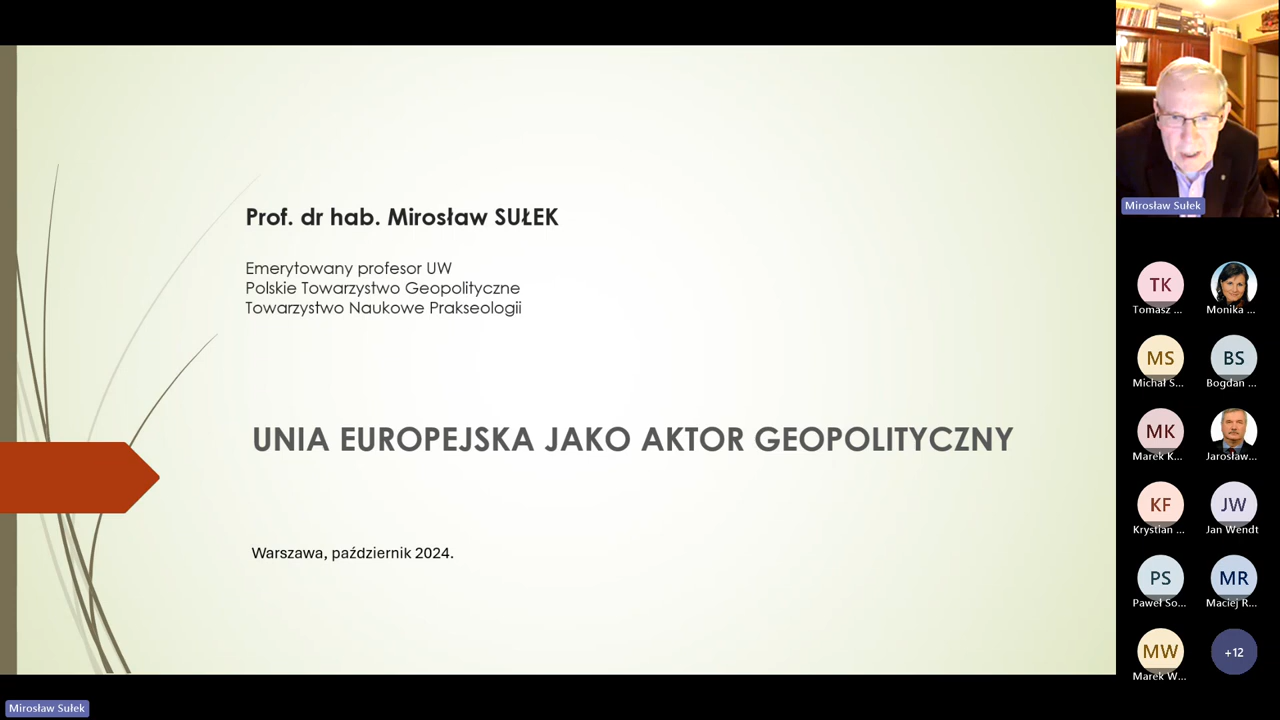 Prof. dr hab. Mirosław SUŁEK
Emerytowany profesor UW
Polskie Towarzystwo Geopolityczne
Towarzystwo Naukowe Prakseologii
UNIA EUROPEJSKA JAKO AKTOR GEOPOLITYCZNY
Warszawa, październik 2024.
Mirosław Sułek
TK
Tomasz ...
Monika ...
MS
Michał S...
BS
Bogdan ...
MK
Marek K...
Jarosław...
KF
Krystian ...
JW
Jan Wendt
PS
Paweł So...
MR
Maciej R...
MW
Marek W...
+12
Mirosław Sułek